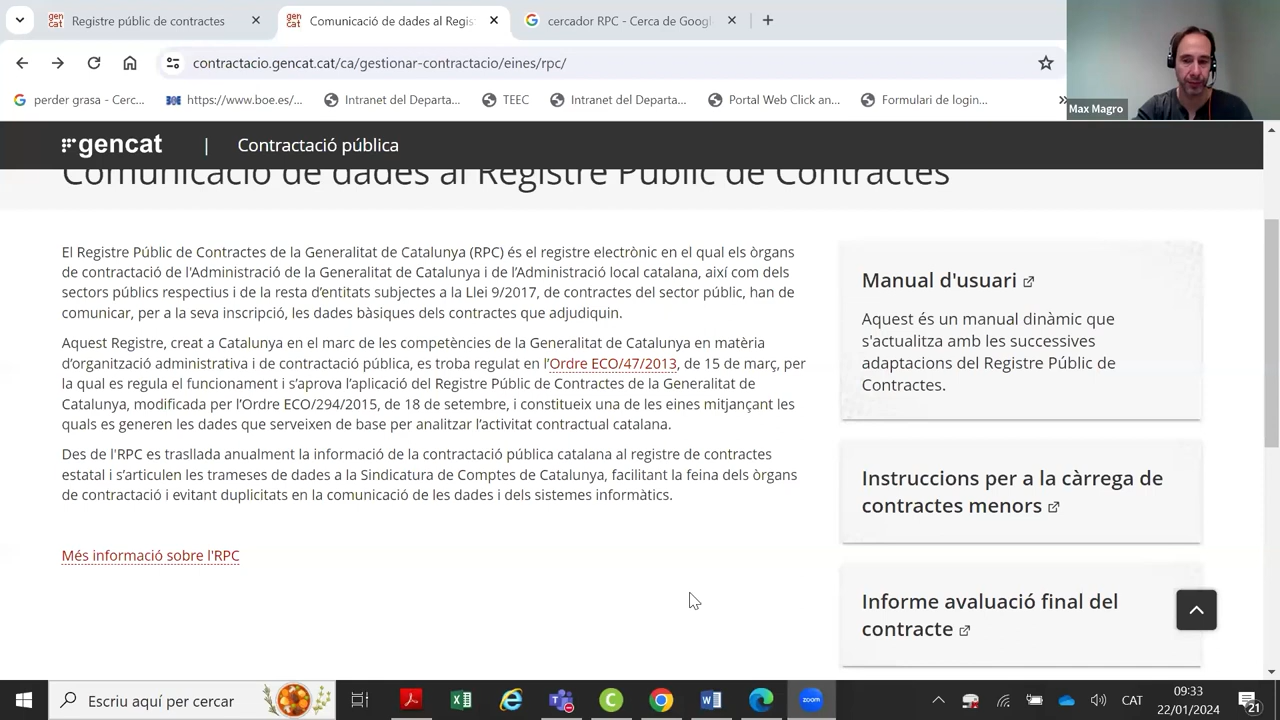 Registre públic de contractes
Comunicació de dades al Regis
cercador RPC - Cerca de Googl
contractacio.gencat.cat/ca/gestionar-contractacio/eines/rpc/
perder grasa - Cerc...
https://www.boe.es/...
Intranet del Departa...
TEEC
Intranet del Departa...
Portal Web Click an...
Formulari de login...
Max Magro
gencat | Contractació pública
Comunicació de dades al Registre Públic de Contractes
El Registre Públic de Contractes de la Generalitat de Catalunya (RPC) és el registre electrònic en el qual els òrgans
de contractació de l'Administració de la Generalitat de Catalunya i de l’Administració local catalana, així com dels
sectors públics respectius i de la resta d’entitats subjectes a la Llei 9/2017, de contractes del sector públic, han de
comunicar, per a la seva inscripció, les dades bàsiques dels contractes que adjudiquin.
Aquest Registre, creat a Catalunya en el marc de les competències de la Generalitat de Catalunya en matèria
d’organització administrativa i de contractació pública, es troba regulat en l’Ordre ECO/47/2013, de 15 de març, per
la qual es regula el funcionament i s’aprova l’aplicació del Registre Públic de Contractes de la Generalitat de
Catalunya, modificada per l’Ordre ECO/294/2015, de 18 de setembre, i constitueix una de les eines mitjançant les
quals es generen les dades que serveixen de base per analitzar l’activitat contractual catalana.
Des de l'RPC es trasllada anualment la informació de la contractació pública catalana al registre de contractes
estatal i s’articulen les trameses de dades a la Sindicatura de Comptes de Catalunya, facilitant la feina dels òrgans
de contractació i evitant duplicitats en la comunicació de les dades i dels sistemes informàtics.
Més informació sobre l'RPC
Manual d'usuari
Aquest és un manual dinàmic que
s'actualitza amb les successives
adaptacions del Registre Públic de
Contractes.
Instruccions per a la càrrega de
contractes menors
Informe avaluació final del
contracte
Escriu aquí per cercar
zoom
CAT
09:33
22/01/2024
21